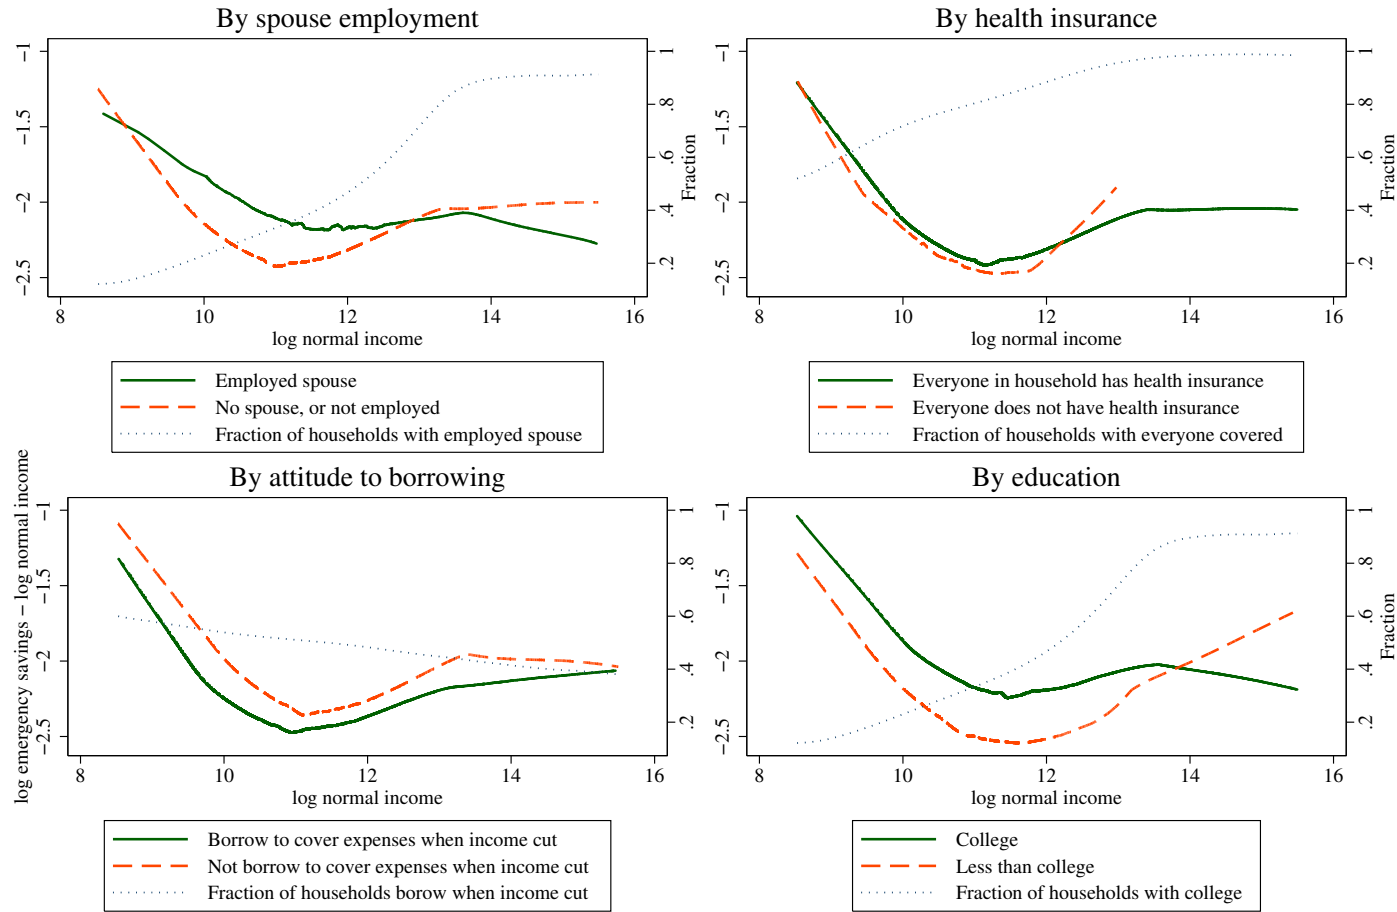 By spouse employment
−1
−1.5
−2
−2.5
1
.8
.6
.4
.2
Fraction
8 10 12 14 16
log normal income
Employed spouse
No spouse, or not employed
Fraction of households with employed spouse
By health insurance
−1
−1.5
−2
−2.5
1
.8
.6
.4
.2
Fraction
8 10 12 14 16
log normal income
Everyone in household has health insurance
Everyone does not have health insurance
Fraction of households with everyone covered
By attitude to borrowing
log emergency savings − log normal income
−1
−1.5
−2
−2.5
1
.8
.6
.4
.2
8 10 12 14 16
log normal income
Borrow to cover expenses when income cut
Not borrow to cover expenses when income cut
Fraction of households borow when income cut
By education
−1
−1.5
−2
−2.5
1
.8
.6
.4
.2
Fraction
8 10 12 14 16
log normal income
College
Less than college
Fraction of households with college